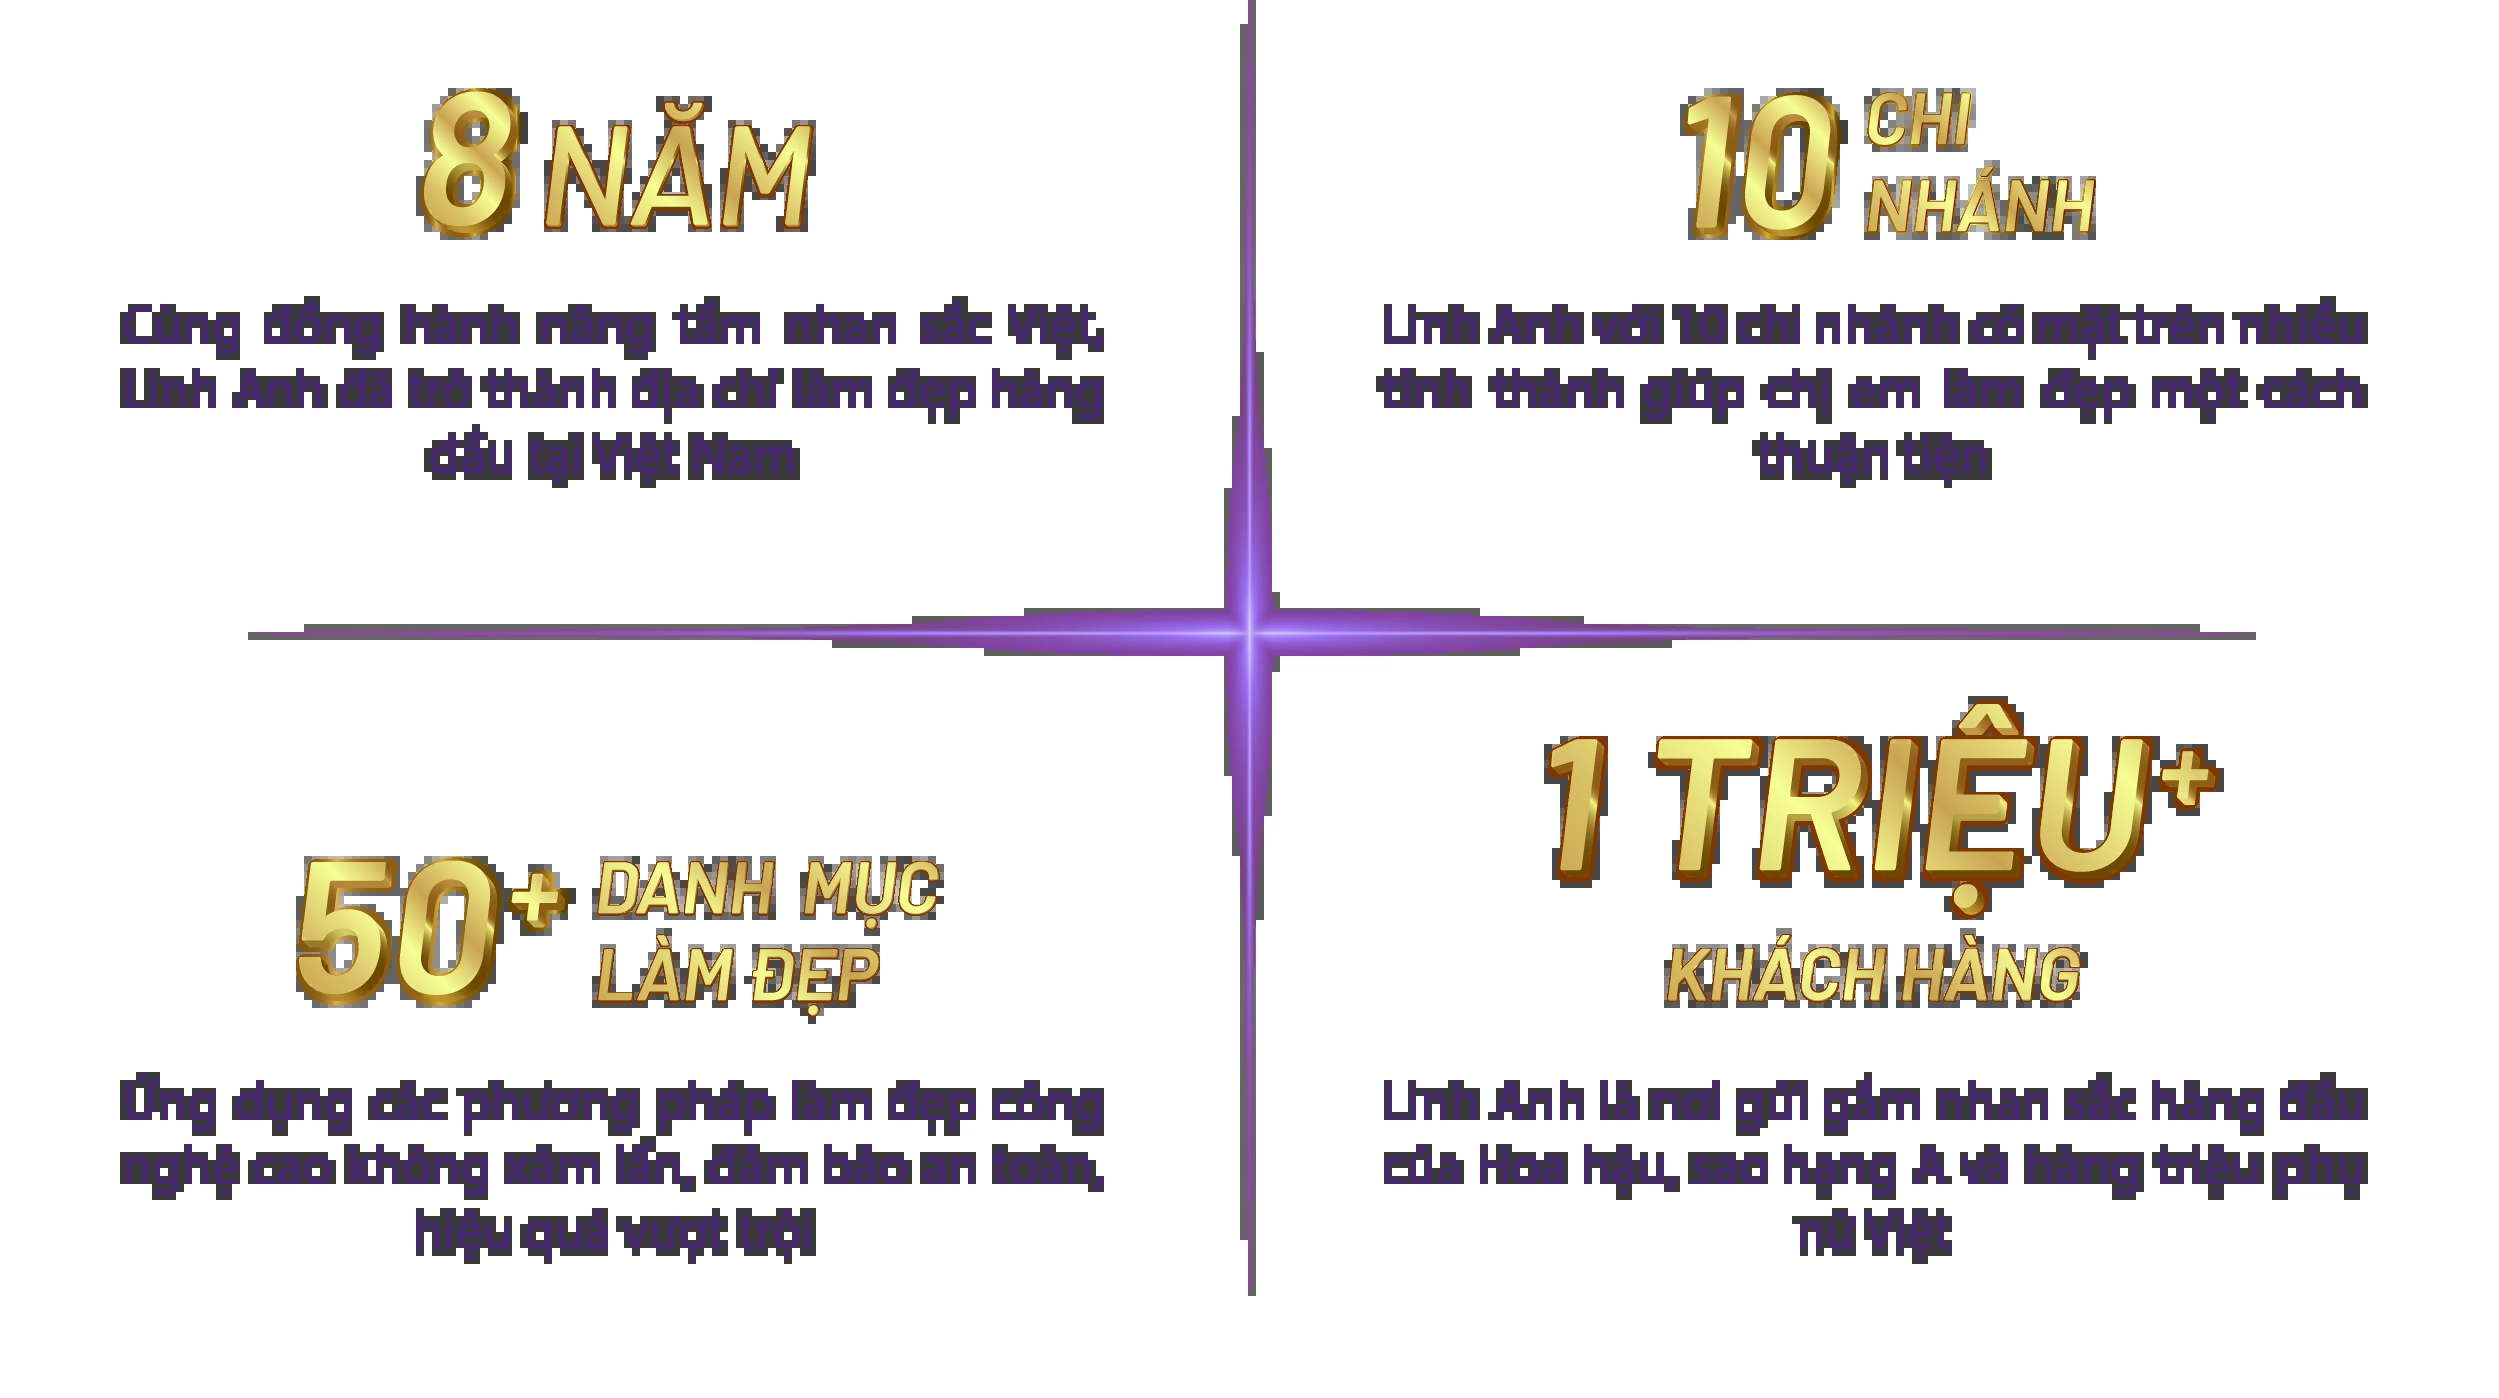 8 NĂM
Cùng đồng hành nâng tầm nhan sắc Việt,
Linh Anh đã trở thành địa chỉ làm đẹp hàng
đầu tại Việt Nam
10 CHI
NHÁNH
Linh Anh với 10 chi nhánh có mặt trên nhiều
tỉnh thành giúp chị em làm đẹp một cách
thuận tiện
50+ DANH MỤC
LÀM ĐẸP
Ứng dụng các phương pháp làm đẹp công
nghệ cao không xâm lấn, đảm bảo an toàn,
hiệu quả vượt trội
1 TRIỆU+
KHÁCH HÀNG
Linh Anh là nơi gửi gắm nhan sắc hàng đầu
của Hoa hậu, sao hạng A và hàng triệu phụ
nữ Việt